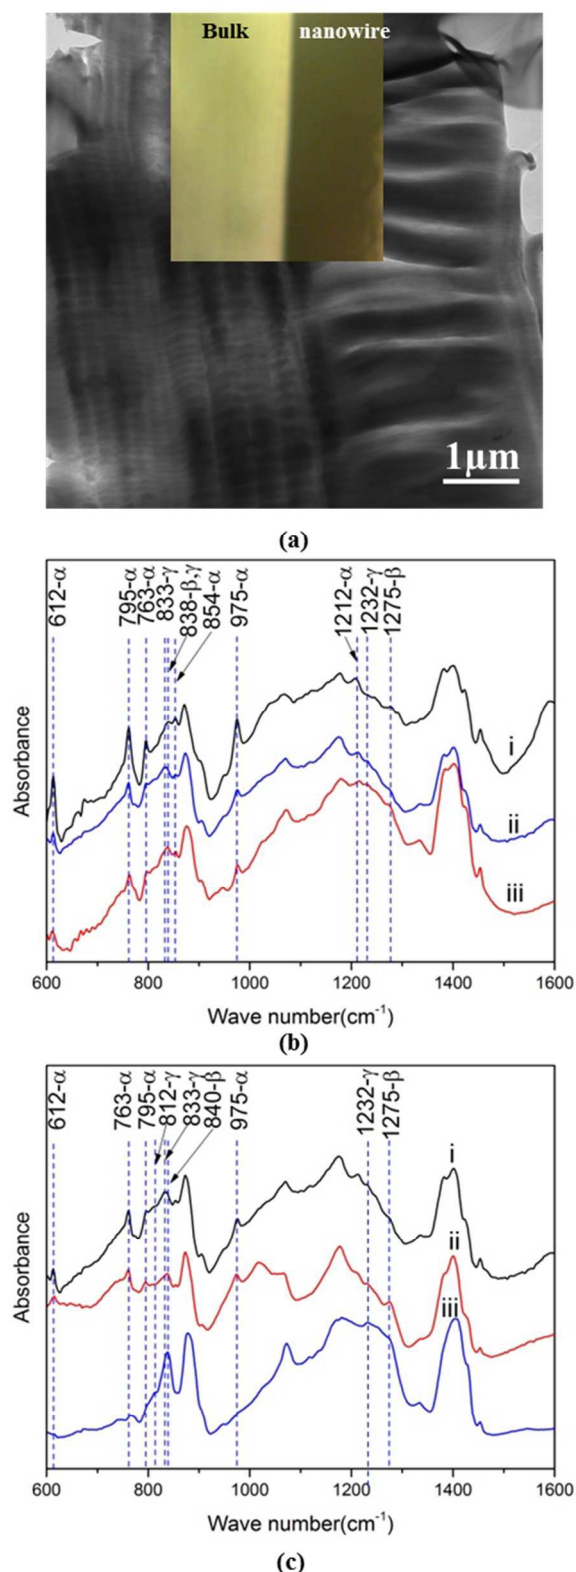 Bulk nanowire
1μm
(a)
612-α 795-α 763-α 833-γ 838-β,γ 854-α 975-α 1212-α 1232-γ 1275-β
Absorbance
i
ii
iii
600 800 1000 1200 1400 1600
Wave number(cm⁻¹)
(b)
612-α 763-α 795-α 812-γ 833-γ 840-β 975-α 1232-γ 1275-β
Absorbance
i
ii
iii
600 800 1000 1200 1400 1600
Wave number(cm⁻¹)
(c)